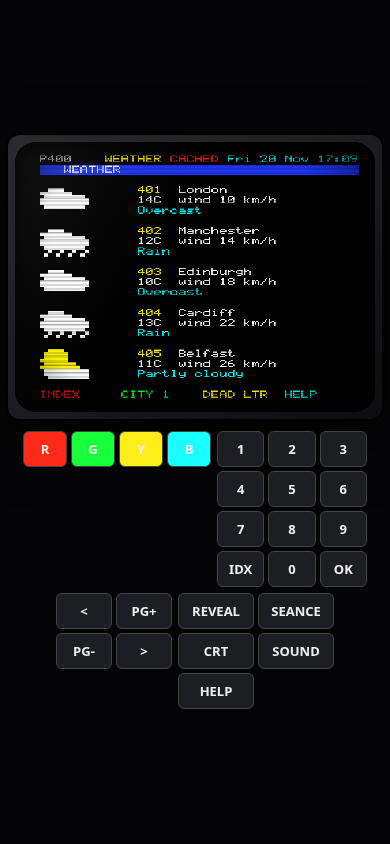 P400 WEATHER CACHED Fri 20 Nov 17:09
WEATHER
401 London
14C wind 10 km/h
Overcast
402 Manchester
12C wind 14 km/h
Rain
403 Edinburgh
10C wind 18 km/h
Overcast
404 Cardiff
13C wind 22 km/h
Rain
405 Belfast
11C wind 26 km/h
Partly cloudy
INDEX CITY 1 DEAD LTR HELP
R G Y B 1 2 3
4 5 6
7 8 9
IDX 0 OK
< PG+ REVEAL SEANCE
PG- > CRT SOUND
HELP